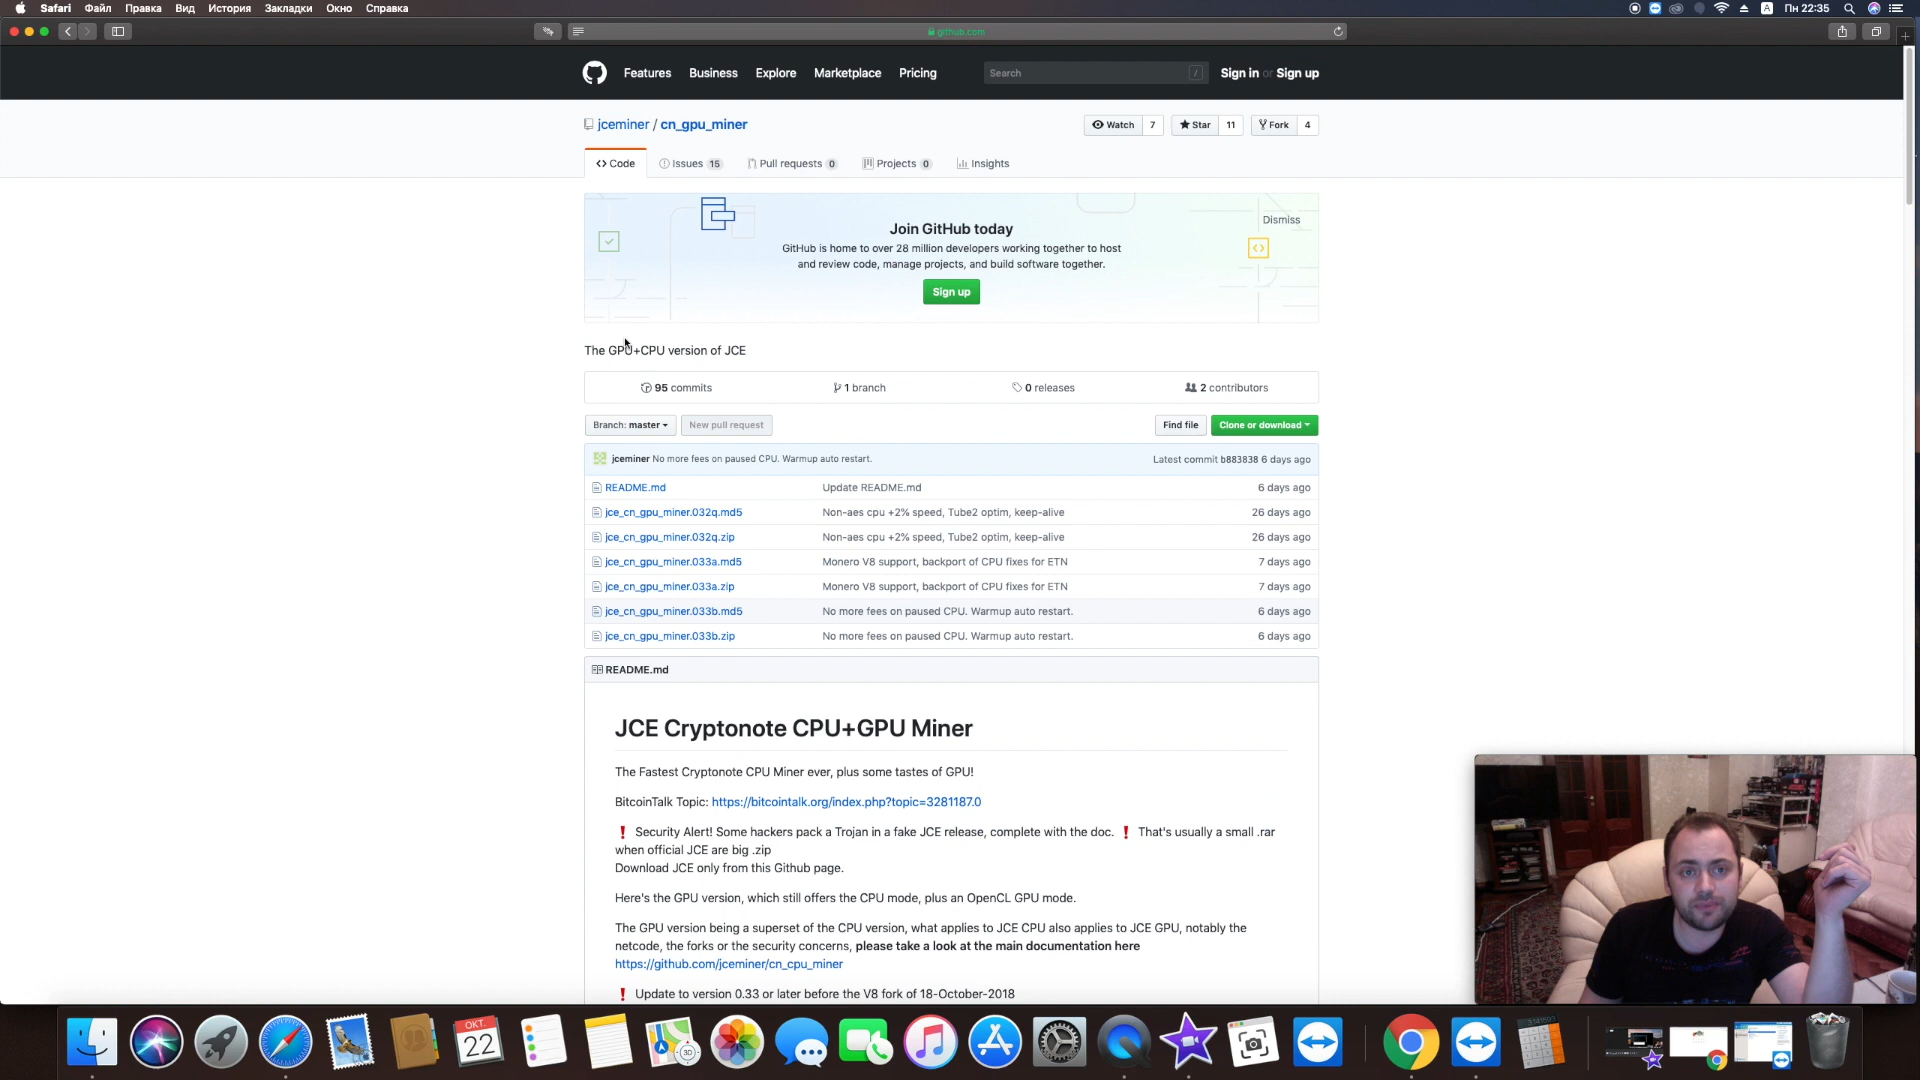 Safari Файл Правка Вид История Закладки Окно Справка
A Пн 22:35
github.com
Features Business Explore Marketplace Pricing Search / Sign in or Sign up
jceminer / cn_gpu_miner
Watch 7 Star 11 Fork 4
Code Issues 15 Pull requests 0 Projects 0 Insights
Join GitHub today
Dismiss
GitHub is home to over 28 million developers working together to host
and review code, manage projects, and build software together.
Sign up
The GPU+CPU version of JCE
95 commits 1 branch 0 releases 2 contributors
Branch: master New pull request Find file Clone or download
jceminer No more fees on paused CPU. Warmup auto restart. Latest commit b883838 6 days ago
README.md Update README.md 6 days ago
jce_cn_gpu_miner.032q.md5 Non-aes cpu +2% speed, Tube2 optim, keep-alive 26 days ago
jce_cn_gpu_miner.032q.zip Non-aes cpu +2% speed, Tube2 optim, keep-alive 26 days ago
jce_cn_gpu_miner.033a.md5 Monero V8 support, backport of CPU fixes for ETN 7 days ago
jce_cn_gpu_miner.033a.zip Monero V8 support, backport of CPU fixes for ETN 7 days ago
jce_cn_gpu_miner.033b.md5 No more fees on paused CPU. Warmup auto restart. 6 days ago
jce_cn_gpu_miner.033b.zip No more fees on paused CPU. Warmup auto restart. 6 days ago
README.md
JCE Cryptonote CPU+GPU Miner
The Fastest Cryptonote CPU Miner ever, plus some tastes of GPU!
BitcoinTalk Topic: https://bitcointalk.org/index.php?topic=3281187.0
❗ Security Alert! Some hackers pack a Trojan in a fake JCE release, complete with the doc. ❗ That's usually a small .rar
when official JCE are big .zip
Download JCE only from this Github page.
Here's the GPU version, which still offers the CPU mode, plus an OpenCL GPU mode.
The GPU version being a superset of the CPU version, what applies to JCE CPU also applies to JCE GPU, notably the
netcode, the forks or the security concerns, please take a look at the main documentation here
https://github.com/jceminer/cn_cpu_miner
❗ Update to version 0.33 or later before the V8 fork of 18-October-2018
ОКТ.
22
3D